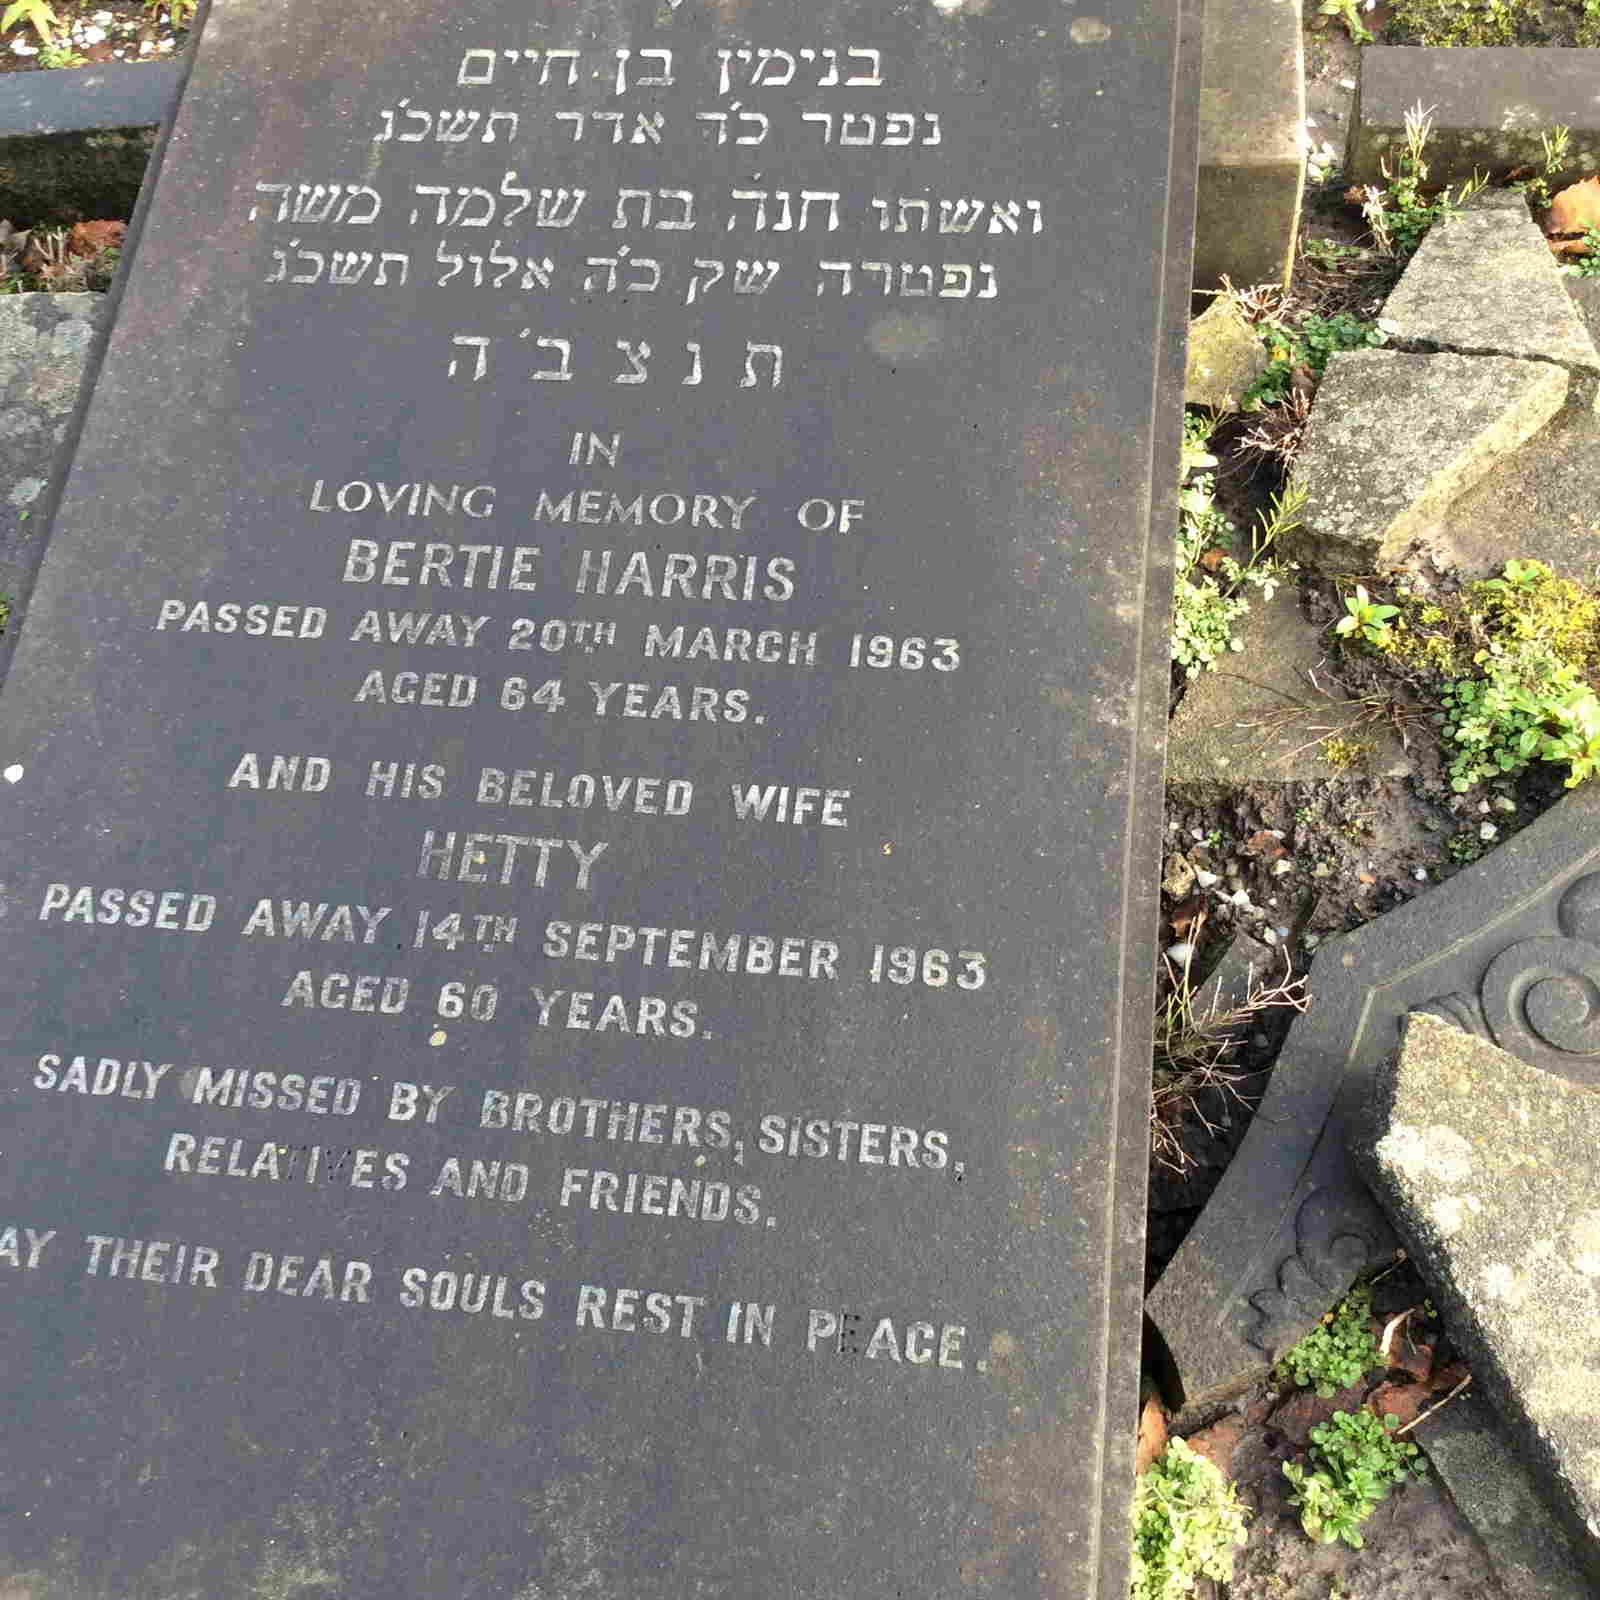 בנימין בן חיים
נפטר כ'ד אדר תשכ'ג
ואשתו חנה בת שלמה משה
נפטרה שק כ'ה אלול תשכ'ג
ת נ צ ב' ה
IN
LOVING MEMORY OF
BERTIE HARRIS
PASSED AWAY 20TH MARCH 1963
AGED 64 YEARS.
AND HIS BELOVED WIFE
HETTY
PASSED AWAY 14TH SEPTEMBER 1963
AGED 60 YEARS.
SADLY MISSED BY BROTHERS, SISTERS,
RELATIVES AND FRIENDS.
AY THEIR DEAR SOULS REST IN PEACE.